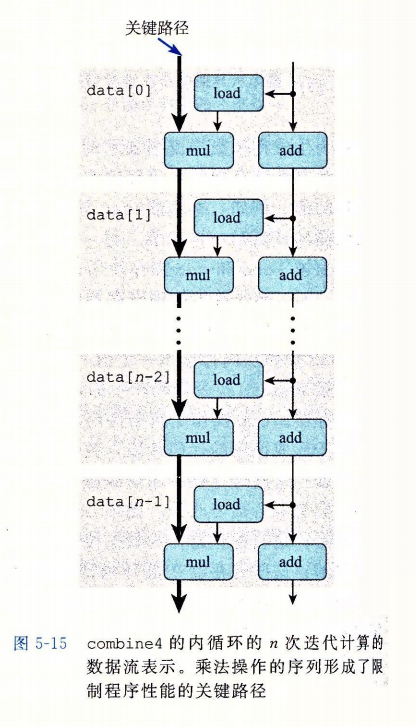 关键路径
data[0]
load
mul
add
data[1]
load
mul
add
data[n-2]
load
mul
add
data[n-1]
load
mul
add
图 5-15 combine4 的内循环的 n 次迭代计算的
数据流表示。乘法操作的序列形成了限
制程序性能的关键路径